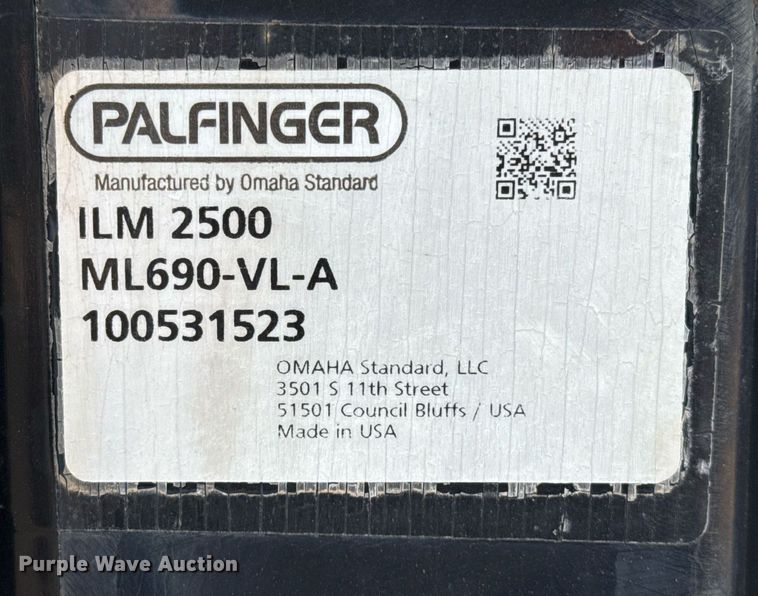 PALFINGER
Manufactured by Omaha Standard
ILM 2500
ML690-VL-A
100531523
OMAHA Standard, LLC
3501 S 11th Street
51501 Council Bluffs / USA
Made in USA
Purple Wave Auction